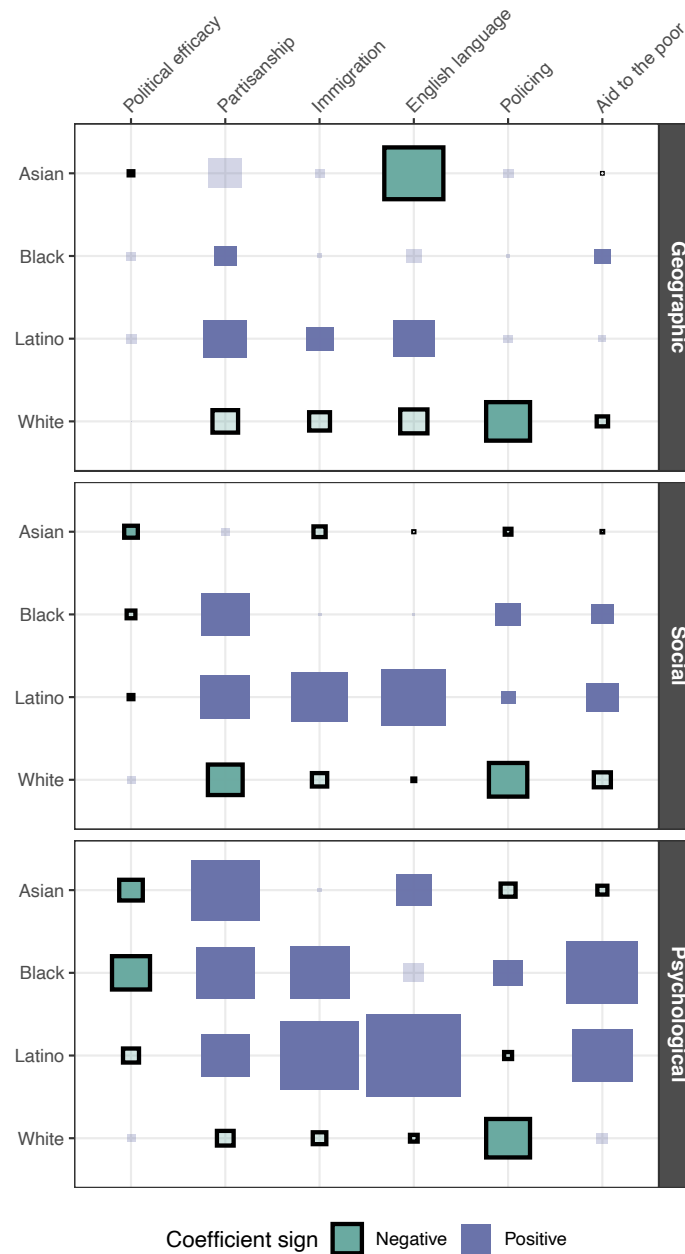 Political efficacy
Partisanship
Immigration
English language
Policing
Aid to the poor
Asian
Black
Latino
White
Geographic
Asian
Black
Latino
White
Social
Asian
Black
Latino
White
Psychological
Coefficient sign Negative Positive